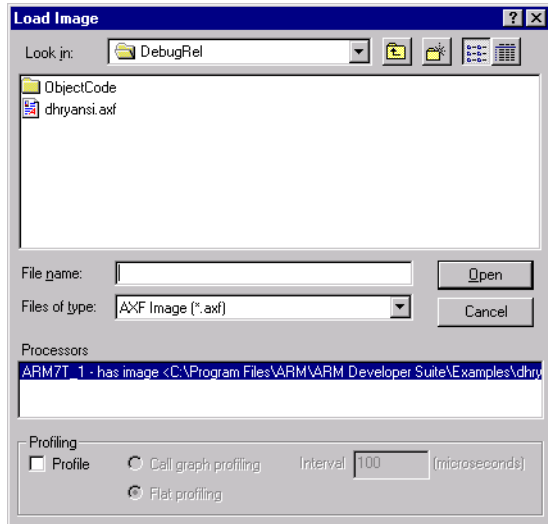 Load Image
Look in: DebugRel
ObjectCode
dhryansi.axf
File name: Open
Files of type: AXF Image (*.axf) Cancel
Processors
ARM7T_1 - has image <C:\Program Files\ARM\ARM Developer Suite\Examples\dhry
Profiling
Profile Call graph profiling Interval 100 (microseconds)
Flat profiling